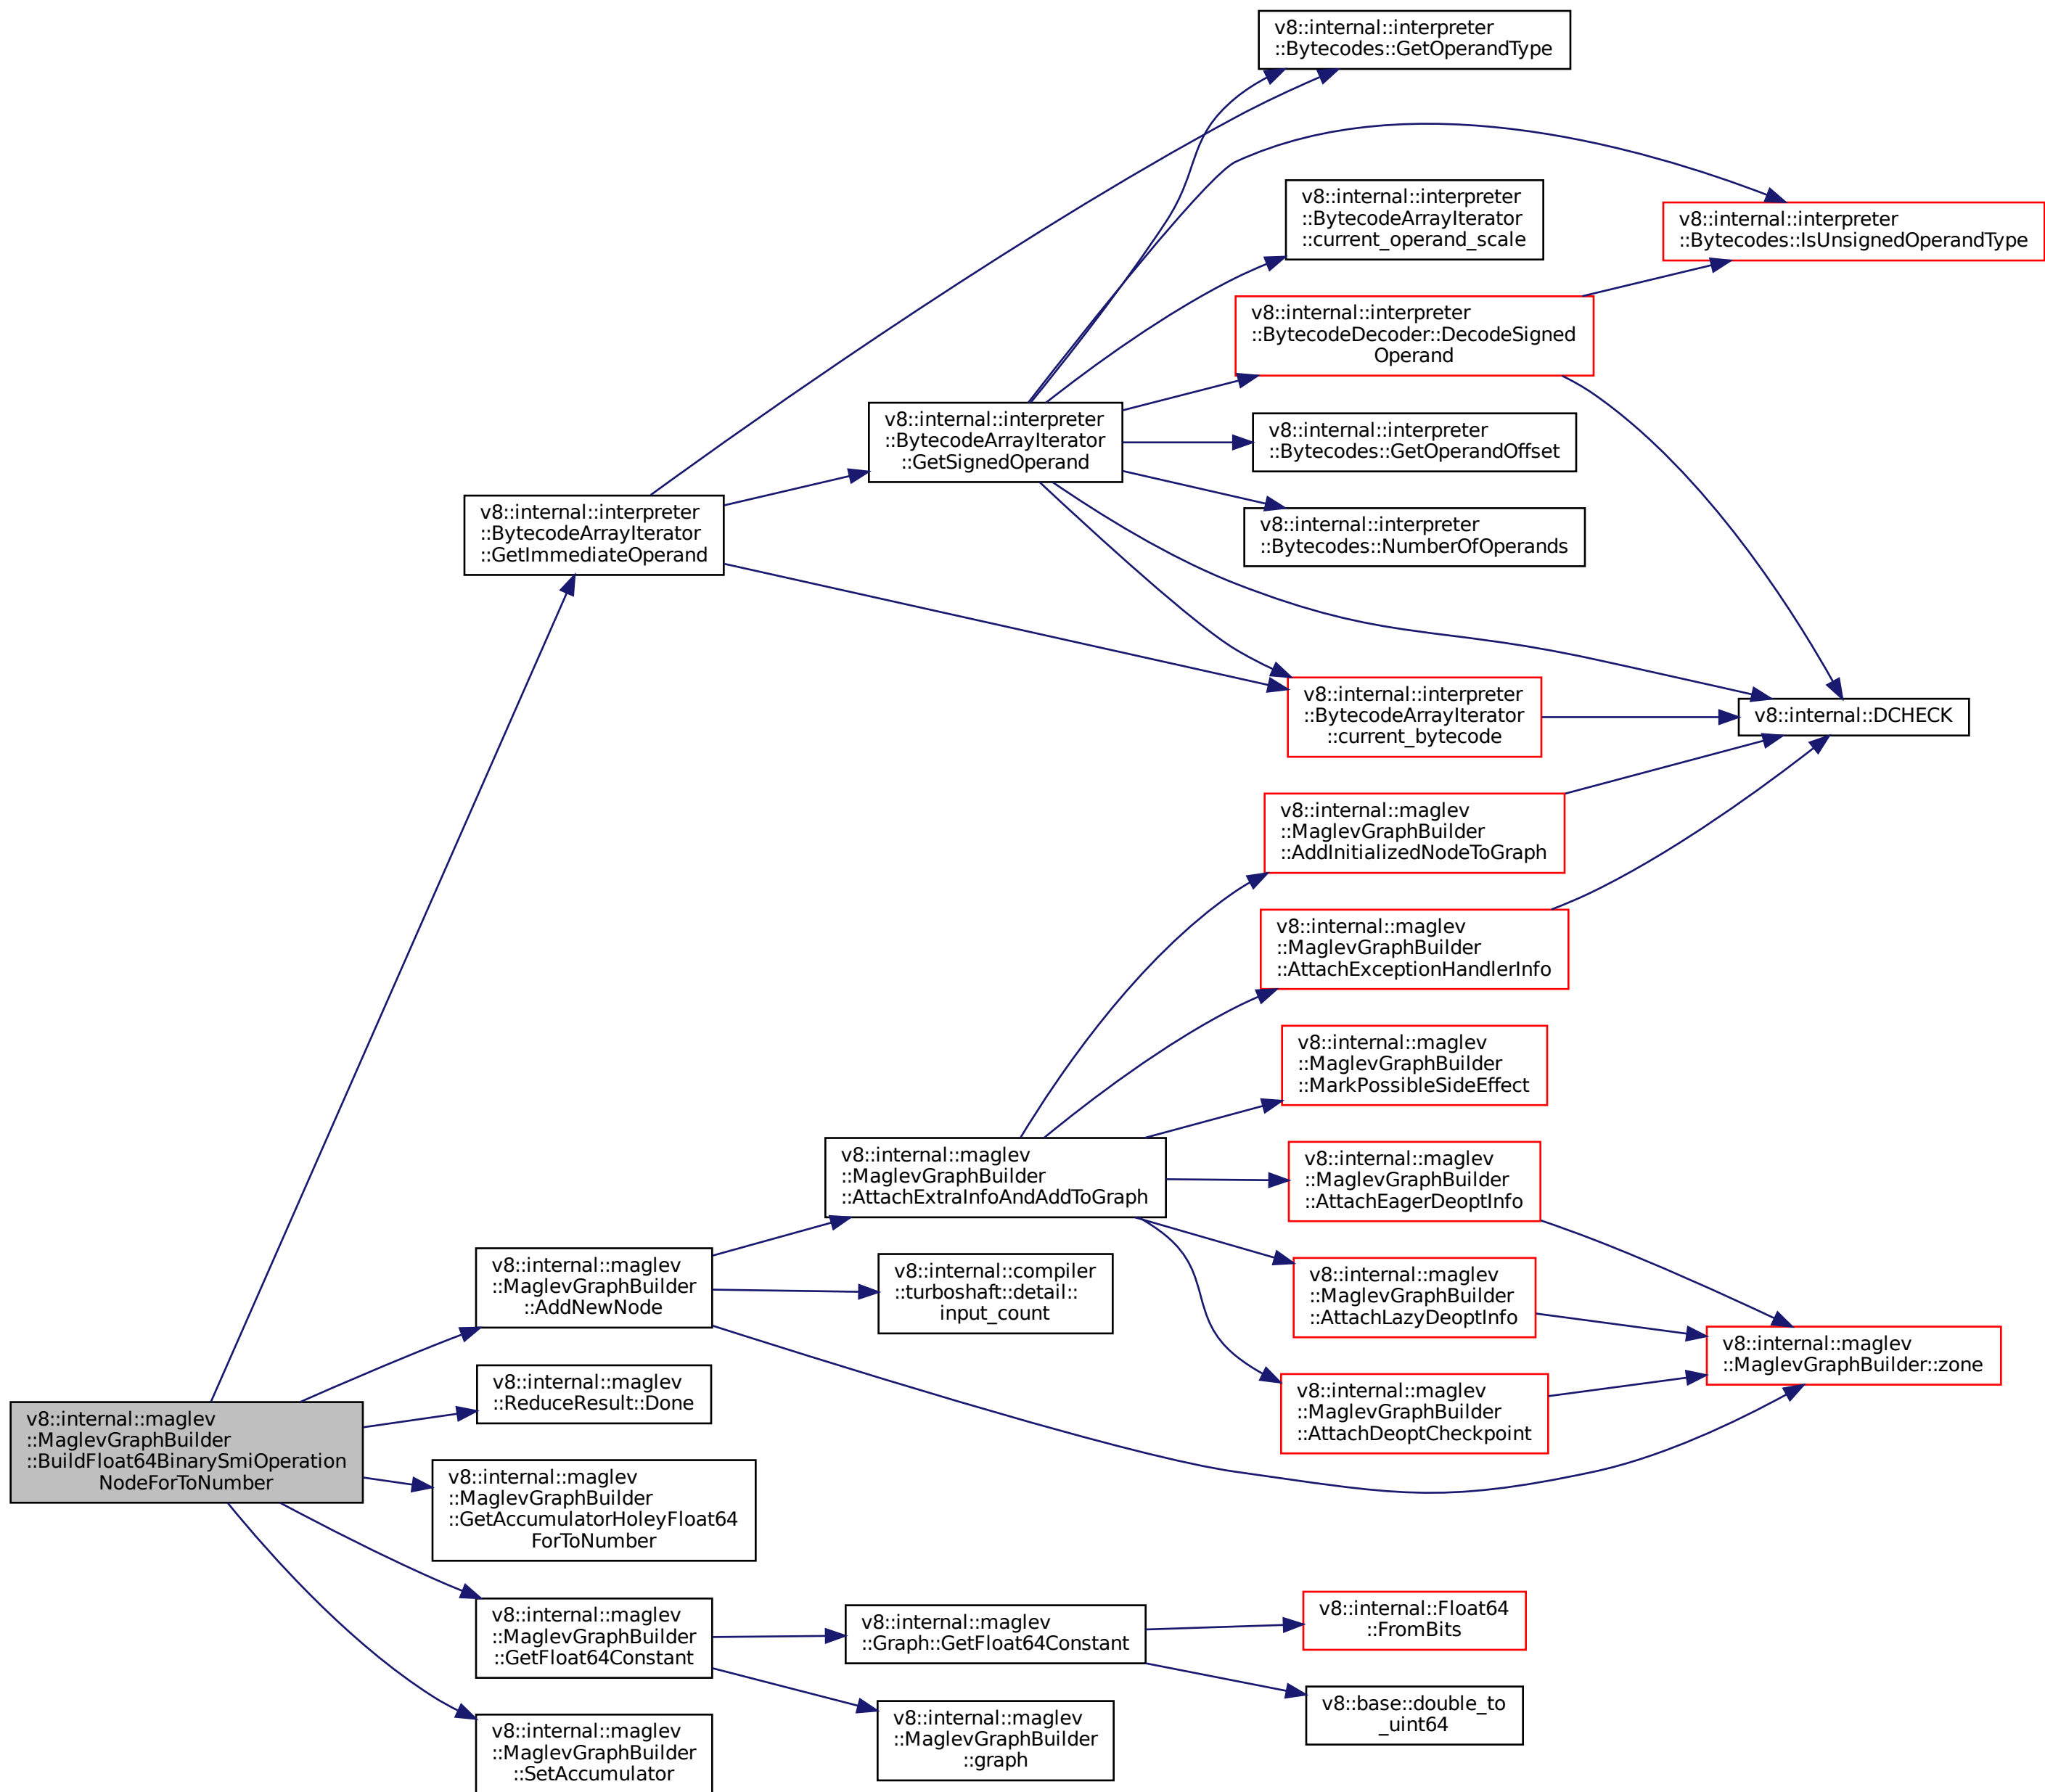 v8::internal::interpreter
::Bytecodes::GetOperandType
v8::internal::interpreter
::BytecodeArrayIterator
::current_operand_scale
v8::internal::interpreter
::Bytecodes::IsUnsignedOperandType
v8::internal::interpreter
::BytecodeDecoder::DecodeSigned
Operand
v8::internal::interpreter
::BytecodeArrayIterator
::GetSignedOperand
v8::internal::interpreter
::Bytecodes::GetOperandOffset
v8::internal::interpreter
::BytecodeArrayIterator
::GetImmediateOperand
v8::internal::interpreter
::Bytecodes::NumberOfOperands
v8::internal::interpreter
::BytecodeArrayIterator
::current_bytecode
v8::internal::DCHECK
v8::internal::maglev
::MaglevGraphBuilder
::AddInitializedNodeToGraph
v8::internal::maglev
::MaglevGraphBuilder
::AttachExceptionHandlerInfo
v8::internal::maglev
::MaglevGraphBuilder
::MarkPossibleSideEffect
v8::internal::maglev
::MaglevGraphBuilder
::AttachExtraInfoAndAddToGraph
v8::internal::maglev
::MaglevGraphBuilder
::AttachEagerDeoptInfo
v8::internal::maglev
::MaglevGraphBuilder
::AddNewNode
v8::internal::compiler
::turboshaft::detail::
input_count
v8::internal::maglev
::MaglevGraphBuilder
::AttachLazyDeoptInfo
v8::internal::maglev
::MaglevGraphBuilder::zone
v8::internal::maglev
::ReduceResult::Done
v8::internal::maglev
::MaglevGraphBuilder
::AttachDeoptCheckpoint
v8::internal::maglev
::MaglevGraphBuilder
::BuildFloat64BinarySmiOperation
NodeForToNumber
v8::internal::maglev
::MaglevGraphBuilder
::GetAccumulatorHoleyFloat64
ForToNumber
v8::internal::maglev
::MaglevGraphBuilder
::GetFloat64Constant
v8::internal::maglev
::Graph::GetFloat64Constant
v8::internal::Float64
::FromBits
v8::base::double_to
_uint64
v8::internal::maglev
::MaglevGraphBuilder
::graph
v8::internal::maglev
::MaglevGraphBuilder
::SetAccumulator